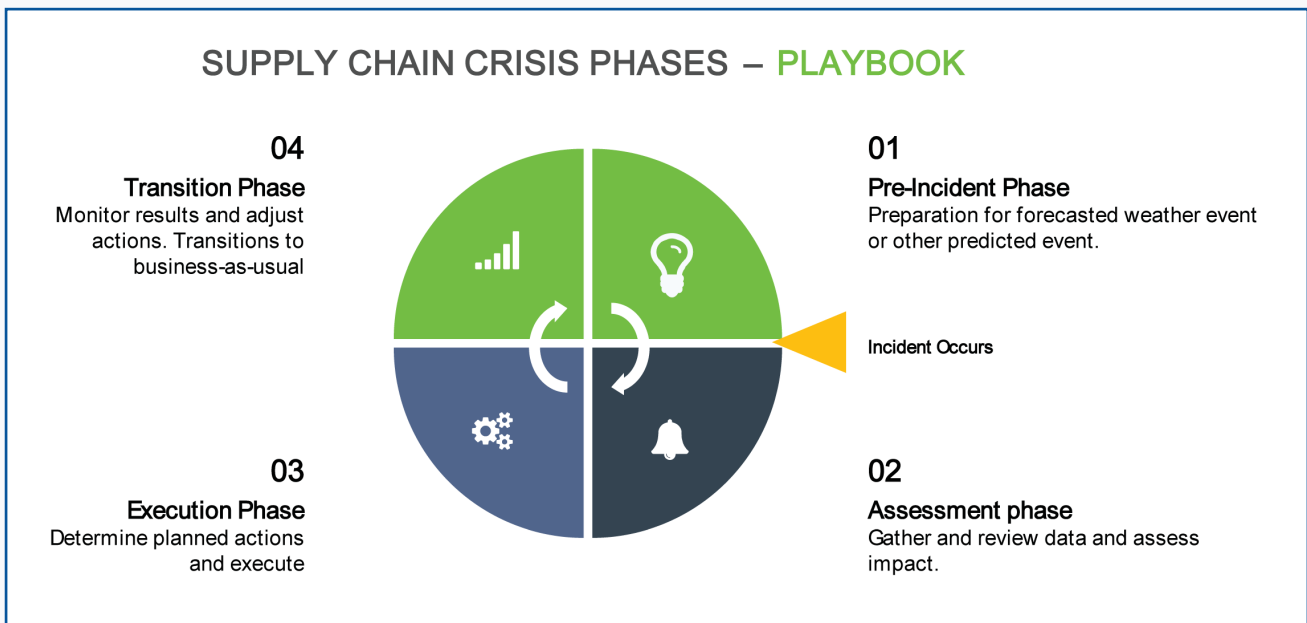 SUPPLY CHAIN CRISIS PHASES – PLAYBOOK
04
Transition Phase
Monitor results and adjust
actions. Transitions to
business-as-usual
01
Pre-Incident Phase
Preparation for forecasted weather event
or other predicted event.
Incident Occurs
03
Execution Phase
Determine planned actions
and execute
02
Assessment phase
Gather and review data and assess
impact.